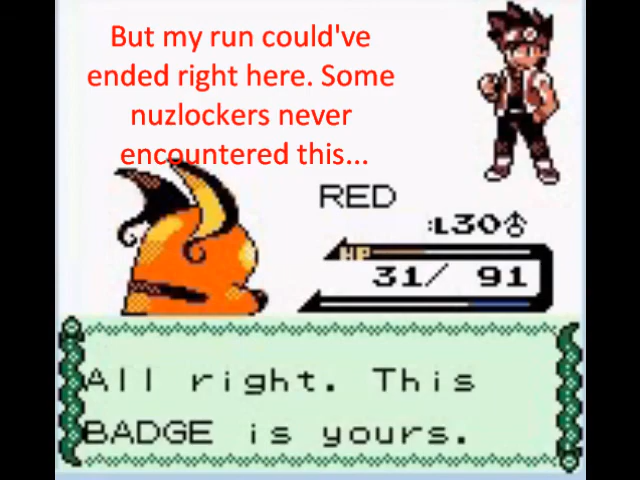 But my run could've
ended right here. Some
nuzlockers never
encountered this...
RED
:L30♂
HP
31/ 91
All right. This
BADGE is yours.